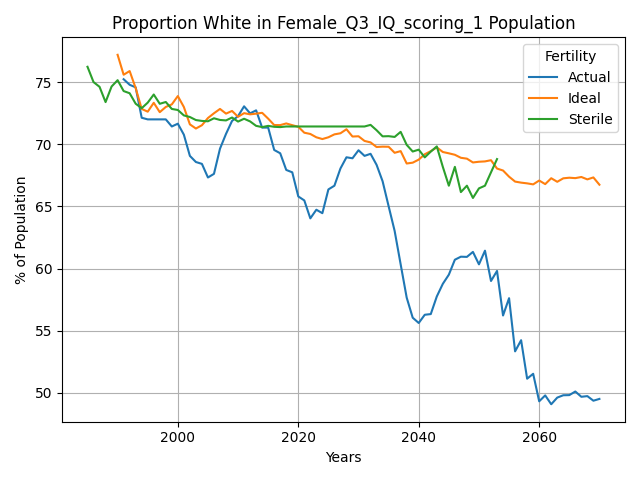 Proportion White in Female_Q3_IQ_scoring_1 Population
Fertility
Actual
Ideal
Sterile
% of Population
75
70
65
60
55
50
2000
2020
2040
2060
Years